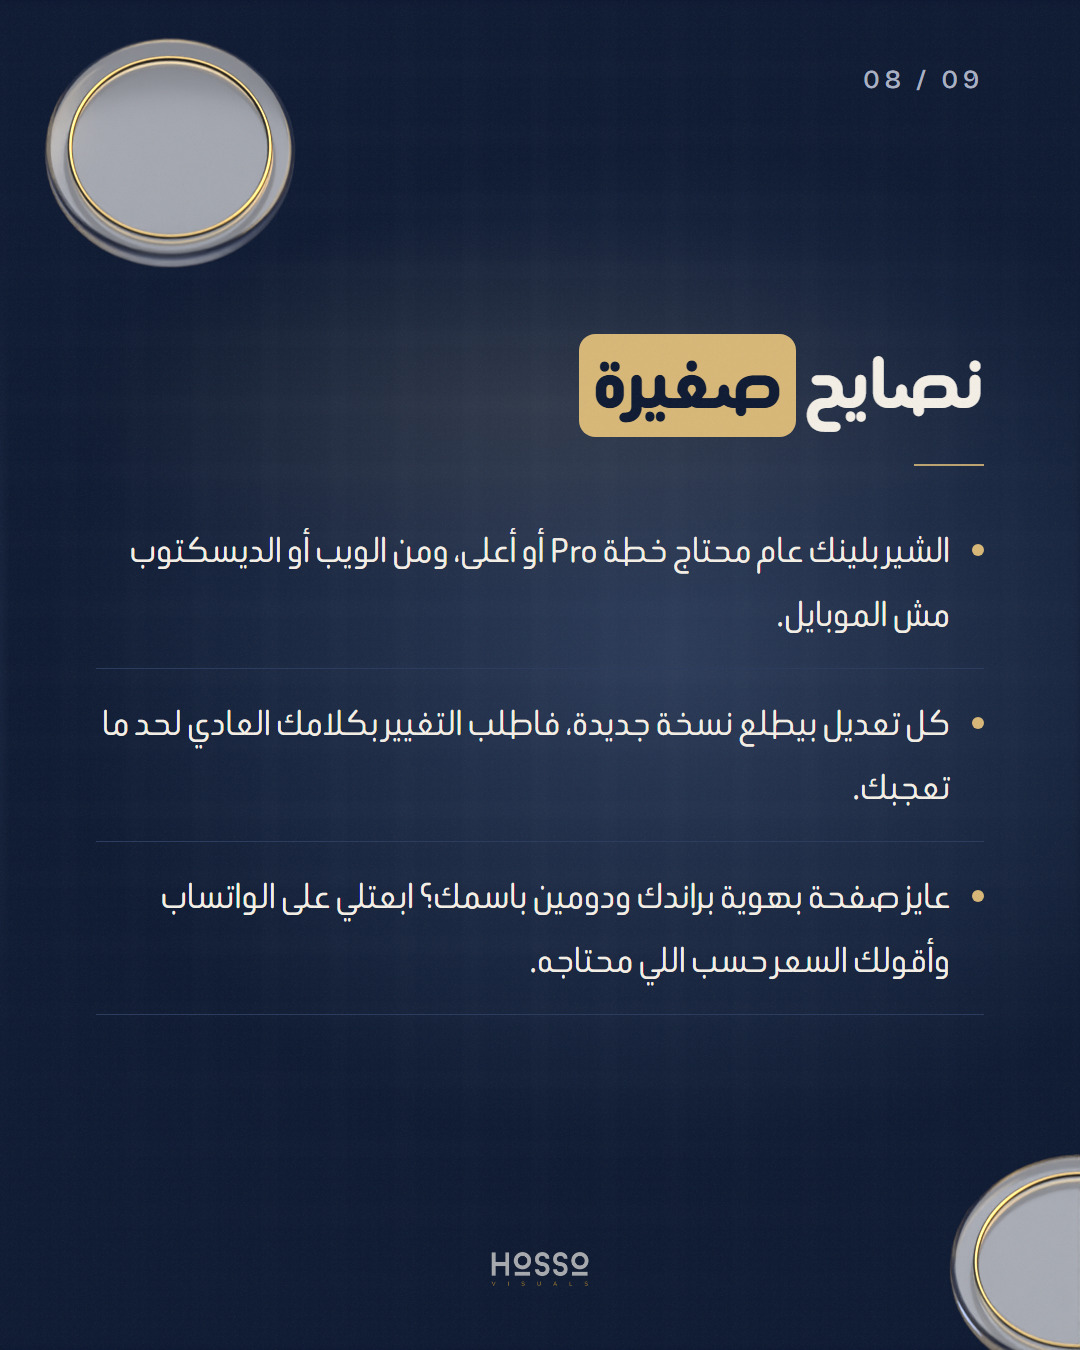 08 / 09
نصايح صغيرة
الشير بلينك عام محتاج خطة Pro أو أعلى، ومن الويب أو الديسكتوب
مش الموبايل.
كل تعديل بيطلع نسخة جديدة، فاطلب التغيير بكلامك العادي لحد ما
تعجبك.
عايز صفحة بهوية براندك ودومين باسمك؟ ابعتلي على الواتساب
وأقولك السعر حسب اللي محتاجه.
HOSSO
VISUALS